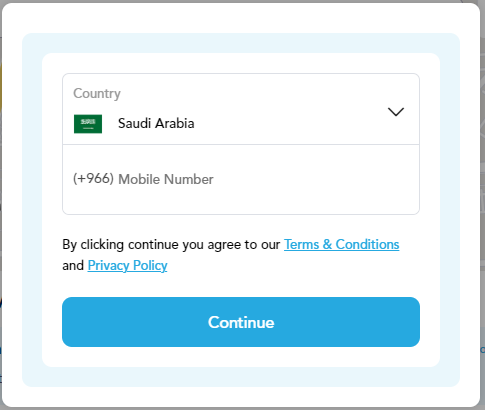 Country
Saudi Arabia
(+966) Mobile Number
By clicking continue you agree to our Terms & Conditions
and Privacy Policy
Continue